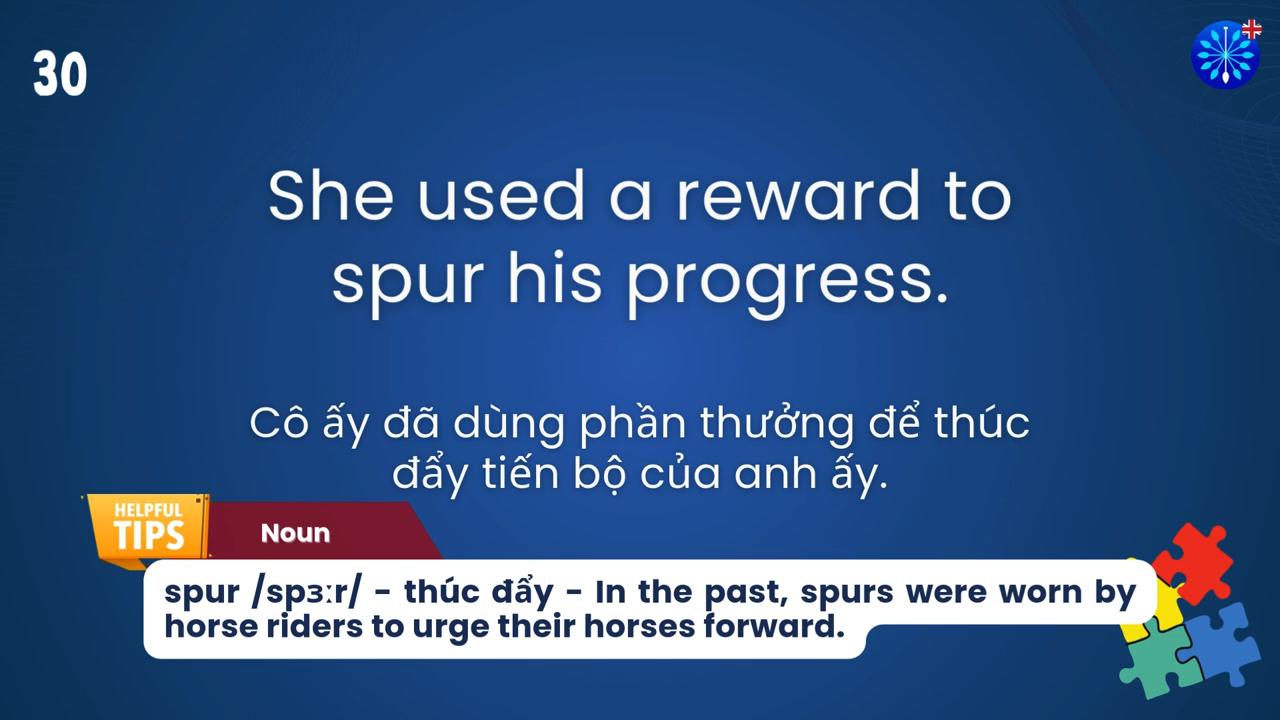 30
She used a reward to
spur his progress.
Cô ấy đã dùng phần thưởng để thúc
đẩy tiến bộ của anh ấy.
HELPFUL
TIPS
Noun
spur /spɜːr/ - thúc đẩy - In the past, spurs were worn by
horse riders to urge their horses forward.